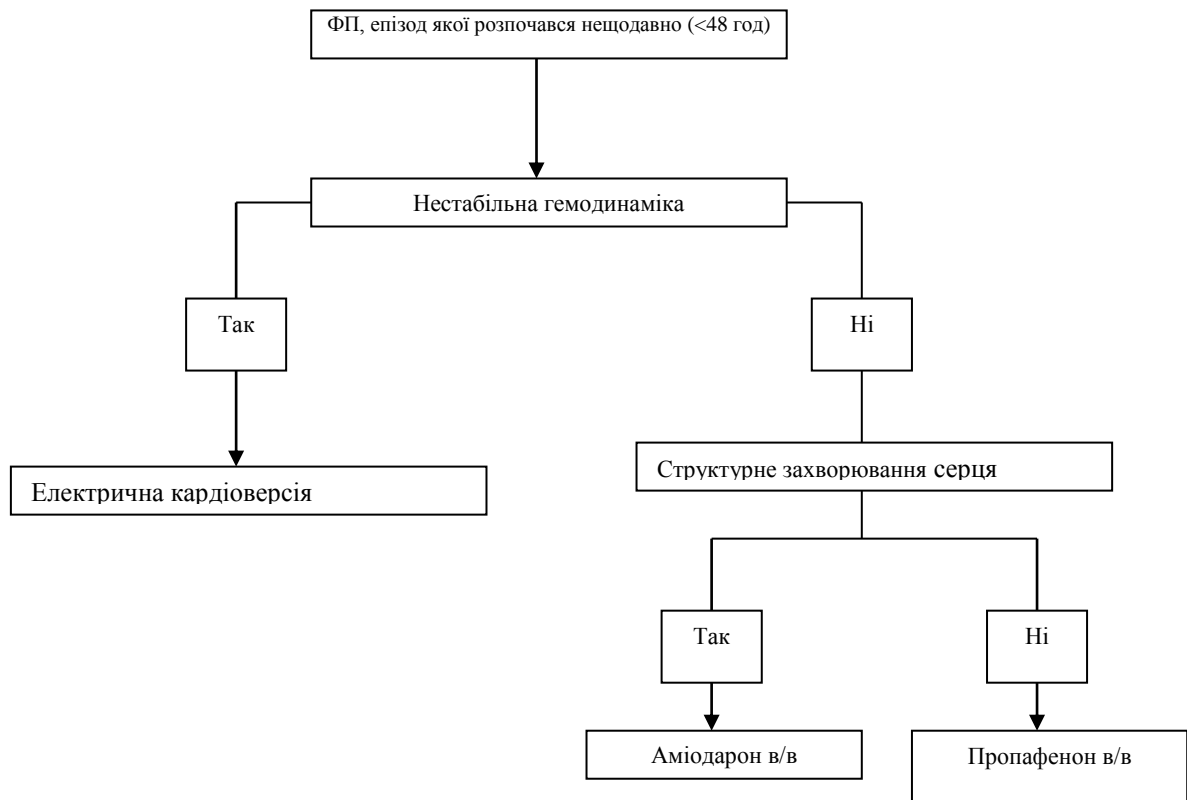 ФП, епізод якої розпочався нещодавно (<48 год)
Нестабільна гемодинаміка
Так
Ні
Електрична кардіоверсія
Структурне захворювання серця
Так
Ні
Аміодарон в/в
Пропафенон в/в